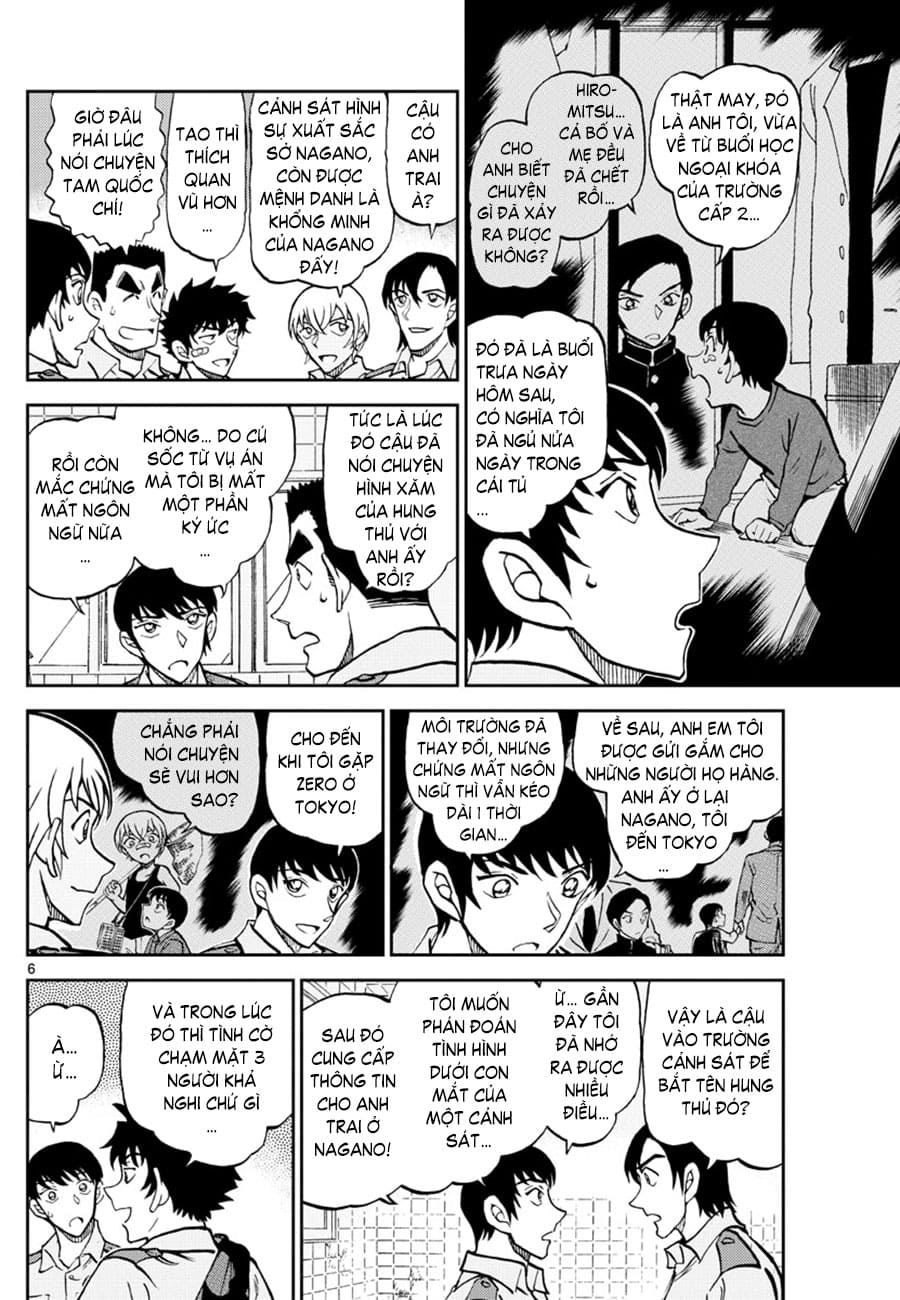 THẬT MAY, ĐÓ
LÀ ANH TÔI, VỪA
VỀ TỪ BUỔI HỌC
NGOẠI KHÓA
CỦA TRƯỜNG
CẤP 2...
HIRO-
MITSU...
CẢ BỐ VÀ
MẸ ĐỀU
ĐÃ CHẾT
RỒI...
CHO
ANH BIẾT
CHUYỆN
GÌ ĐÃ XẢY
RA ĐƯỢC
KHÔNG?
ĐÓ ĐÃ LÀ BUỔI
TRƯA NGÀY
HÔM SAU,
CÓ NGHĨA TÔI
ĐÃ NGỦ NỬA
NGÀY TRONG
CÁI TỦ
...
CẬU
CÓ ANH
TRAI
À?
CẢNH SÁT HÌNH
SỰ XUẤT SẮC
SỞ NAGANO,
CÒN ĐƯỢC
MỆNH DANH LÀ
KHỔNG MINH
CỦA NAGANO
ĐẤY!
TAO THÌ
THÍCH
QUAN
VŨ HƠN
...
GIỜ ĐÂU
PHẢI LÚC
NÓI CHUYỆN
TAM QUỐC
CHÍ!
TỨC LÀ LÚC
ĐÓ CẬU ĐÃ
NÓI CHUYỆN
HÌNH XĂM
CỦA HUNG
THỦ VỚI
ANH ẤY
RỒI?
KHÔNG... DO CÚ
SỐC TỪ VỤ ÁN
MÀ TÔI BỊ MẤT
MỘT PHẦN
KÝ ỨC
...
RỒI CÒN
MẮC CHỨNG
MẤT NGÔN
NGỮ NỮA
...
VỀ SAU, ANH EM TÔI
ĐƯỢC GỬI GẮM CHO
NHỮNG NGƯỜI HỌ HÀNG.
ANH ẤY Ở LẠI
NAGANO, TÔI
ĐẾN TOKYO
...
MÔI TRƯỜNG ĐÃ
THAY ĐỔI, NHƯNG
CHỨNG MẤT NGÔN
NGỮ THÌ VẪN KÉO
DÀI 1 THỜI
GIAN...
CHO ĐẾN
KHI TÔI GẶP
ZERO Ở
TOKYO!
CHẲNG PHẢI
NÓI CHUYỆN
SẼ VUI HƠN
SAO?
6
VẬY LÀ CẬU
VÀO TRƯỜNG
CẢNH SÁT ĐỂ
BẮT TÊN HUNG
THỦ ĐÓ?
Ừ... GẦN
ĐÂY TÔI
ĐÃ NHỚ
RA ĐƯỢC
NHIỀU
ĐIỀU...
TÔI MUỐN
PHÁN ĐOÁN
TÌNH HÌNH
DƯỚI CON
MẮT CỦA
MỘT CẢNH
SÁT...
SAU ĐÓ
CUNG CẤP
THÔNG TIN
CHO ANH
TRAI Ở
NAGANO!
VÀ TRONG LÚC
ĐÓ THÌ TÌNH CỜ
CHẠM MẶT 3
NGƯỜI KHẢ
NGHI CHỨ GÌ
...
À...
Ừ...